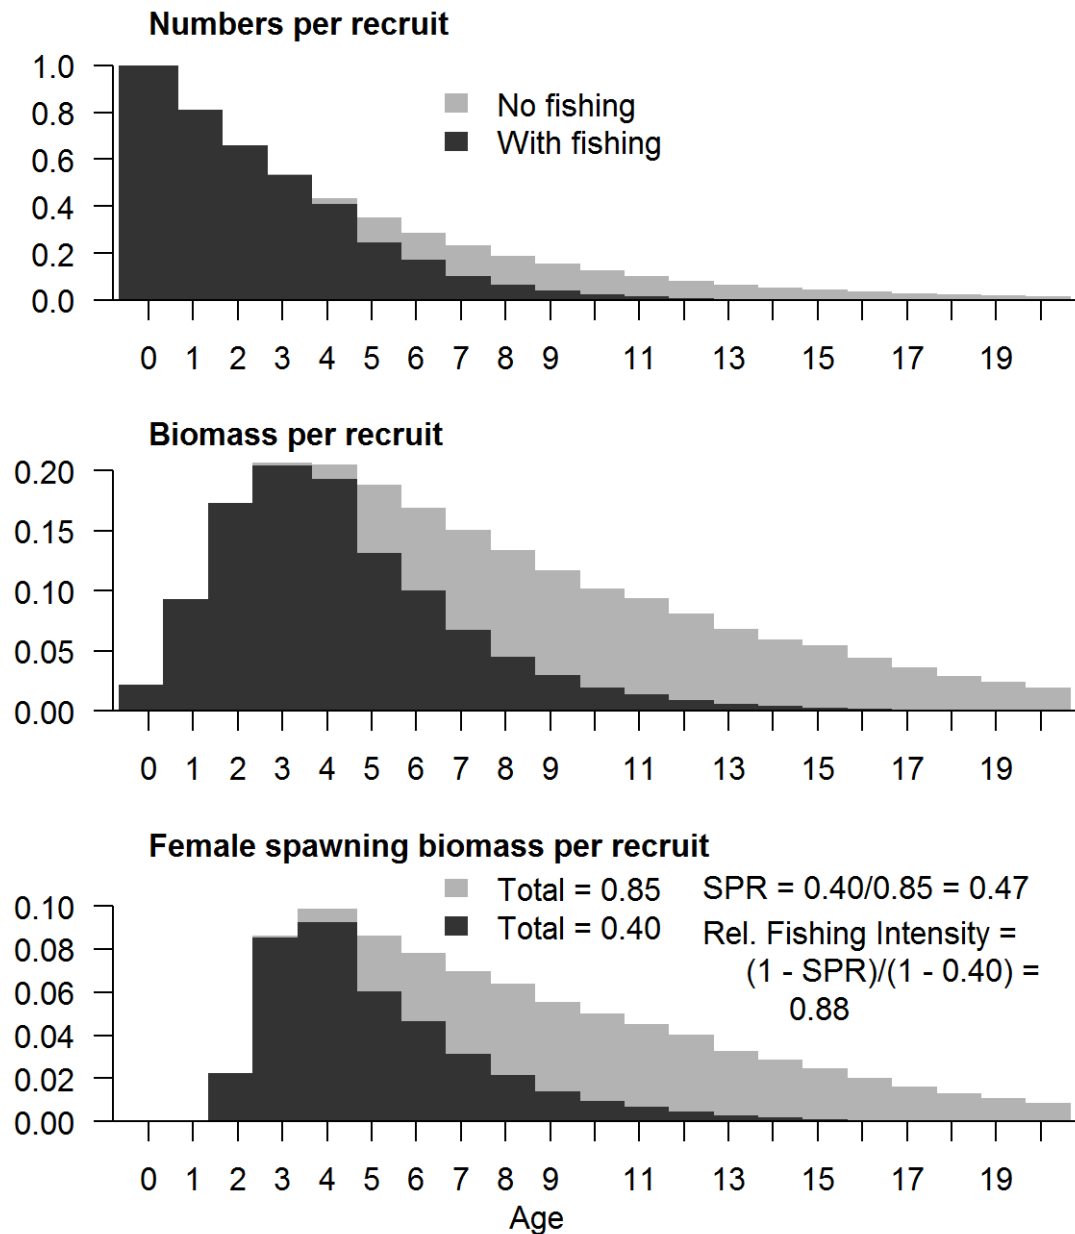 Numbers per recruit
1.0
0.8
0.6
0.4
0.2
0.0
No fishing
With fishing
0 1 2 3 4 5 6 7 8 9 11 13 15 17 19
Biomass per recruit
0.20
0.15
0.10
0.05
0.00
0 1 2 3 4 5 6 7 8 9 11 13 15 17 19
Female spawning biomass per recruit
0.10
0.08
0.06
0.04
0.02
0.00
Total = 0.85
Total = 0.40
SPR = 0.40/0.85 = 0.47
Rel. Fishing Intensity =
(1 - SPR)/(1 - 0.40) =
0.88
0 1 2 3 4 5 6 7 8 9 11 13 15 17 19
Age